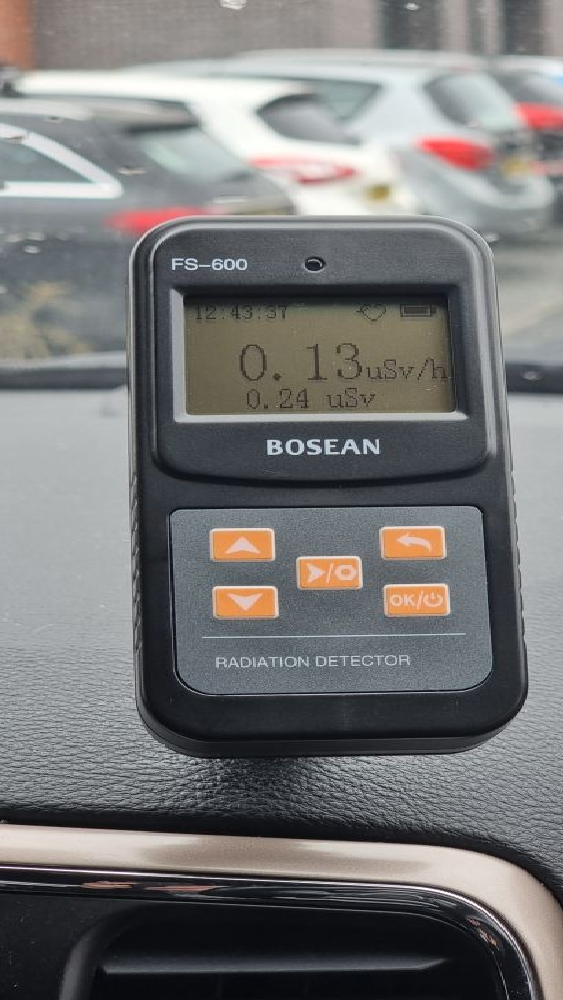 FS-600
12:43:37
0.13uSv/h
0.24 uSv
BOSEAN
OK/
RADIATION DETECTOR